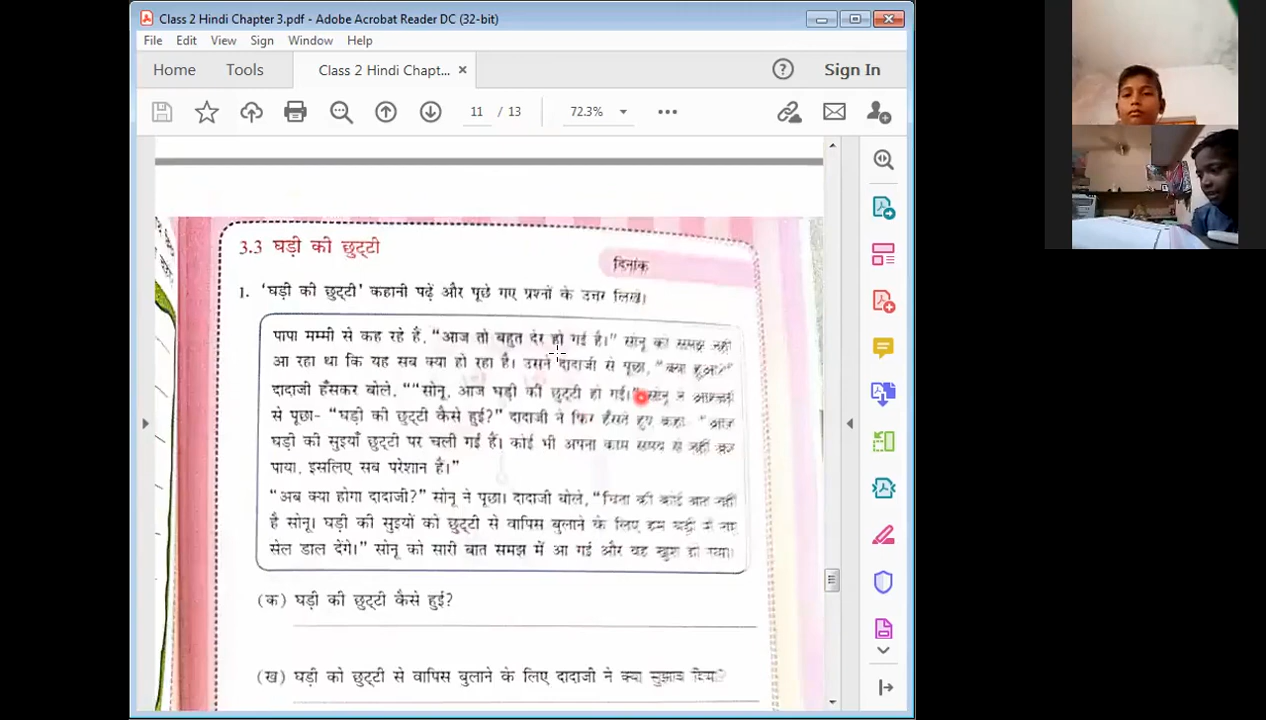 Class 2 Hindi Chapter 3.pdf - Adobe Acrobat Reader DC (32-bit)
File Edit View Sign Window Help
Home Tools Class 2 Hindi Chapt... × Sign In
11 / 13 72.3%
3.3 घड़ी की छुट्टी
दिनांक
1. 'घड़ी की छुट्टी' कहानी पढ़ें और पूछे गए प्रश्नों के उत्तर लिखें।
पापा मम्मी से कह रहे हैं, "आज तो बहुत देर हो गई है।" सोनू को समझ नहीं
आ रहा था कि यह सब क्या हो रहा है। उसने दादाजी से पूछा, "क्या हुआ?"
दादाजी हँसकर बोले, ""सोनू, आज घड़ी की छुट्टी हो गई।" सोनू ने
से पूछा- "घड़ी की छुट्टी कैसे हुई?" दादाजी ने फिर हँसते हुए कहा- "आज
घड़ी की सुइयाँ छुट्टी पर चली गई हैं। कोई भी अपना काम समय से नहीं कर
पाया, इसलिए सब परेशान हैं।"
"अब क्या होगा दादाजी?" सोनू ने पूछा। दादाजी बोले, "चिंता की कोई बात नहीं
है सोनू। घड़ी की सुइयों को छुट्टी से वापिस बुलाने के लिए हम घड़ी में नए
सेल डाल देंगे।" सोनू को सारी बात समझ में आ गई और वह खुश हो गया।
(क) घड़ी की छुट्टी कैसे हुई?
(ख) घड़ी को छुट्टी से वापिस बुलाने के लिए दादाजी ने क्या सुझाव दिया?